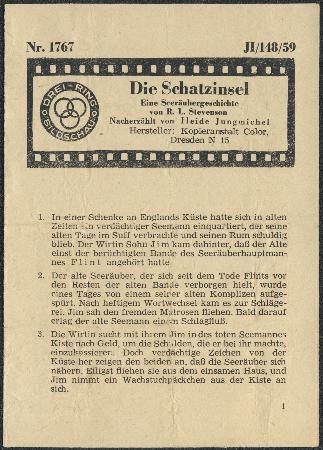 Nr. 1767
JI/148/59
DREI-RING
BILDSCHAU
Die Schatzinsel
Eine Seeräubergeschichte
von R. L. Stevenson
Nacherzählt von Heide Jungnichel
Hersteller: Kopieranstalt Color,
Dresden N 15
1. In einer Schenke an Englands Küste hatte sich in alten
Zeiten ein verdächtiger Seemann einquartiert, der seine
alten Tage im Suff verbrachte und seinen Rum schuldig
blieb. Der Wirtin Sohn Jim kam dahinter, daß der Alte
einst der berüchtigten Bande des Seeräuberhauptman-
nes Flint angehört hatte.
2. Der alte Seeräuber, der sich seit dem Tode Flints vor
den Resten der alten Bande verborgen hielt, wurde
eines Tages von einem seiner alten Komplizen aufge-
spürt. Nach heftigem Wortwechsel kam es zur Schläge-
rei. Jim sah den fremden Matrosen. Bald darauf
erlag der alte Seemann einem Schlagfluß.
3. Die Wirtin sucht mit ihrem Jim in des toten Seemannes
Kiste nach Geld, um die Schulden, die er bei ihr machte,
einzukassieren. Doch verdächtige Zeichen von der
Küste her zeigen den beiden an, daß die Seeräuber sich
nähern. Eiligst fliehen sie aus dem einsamen Haus, und
Jim nimmt ein Wachstuchpäckchen aus der Kiste an
sich.
1